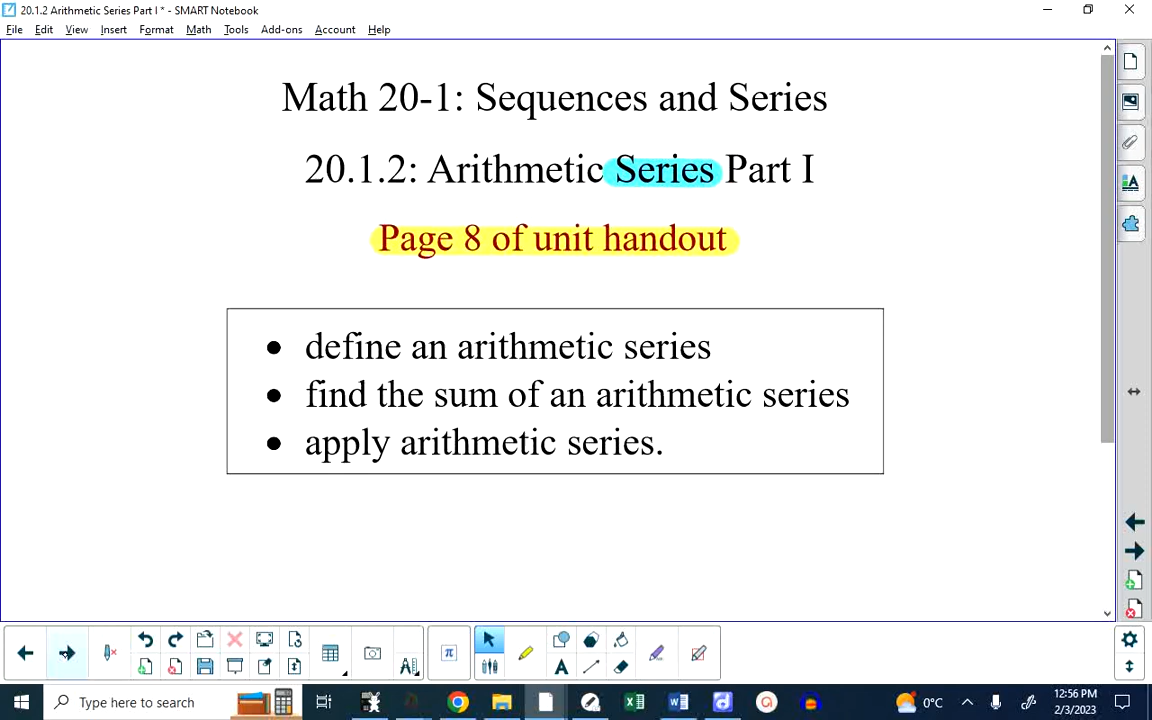 20.1.2 Arithmetic Series Part I * - SMART Notebook
File Edit View Insert Format Math Tools Add-ons Account Help
Math 20-1: Sequences and Series
20.1.2: Arithmetic Series Part I
Page 8 of unit handout
• define an arithmetic series
• find the sum of an arithmetic series
• apply arithmetic series.
Type here to search
0°C
12:56 PM
2/3/2023